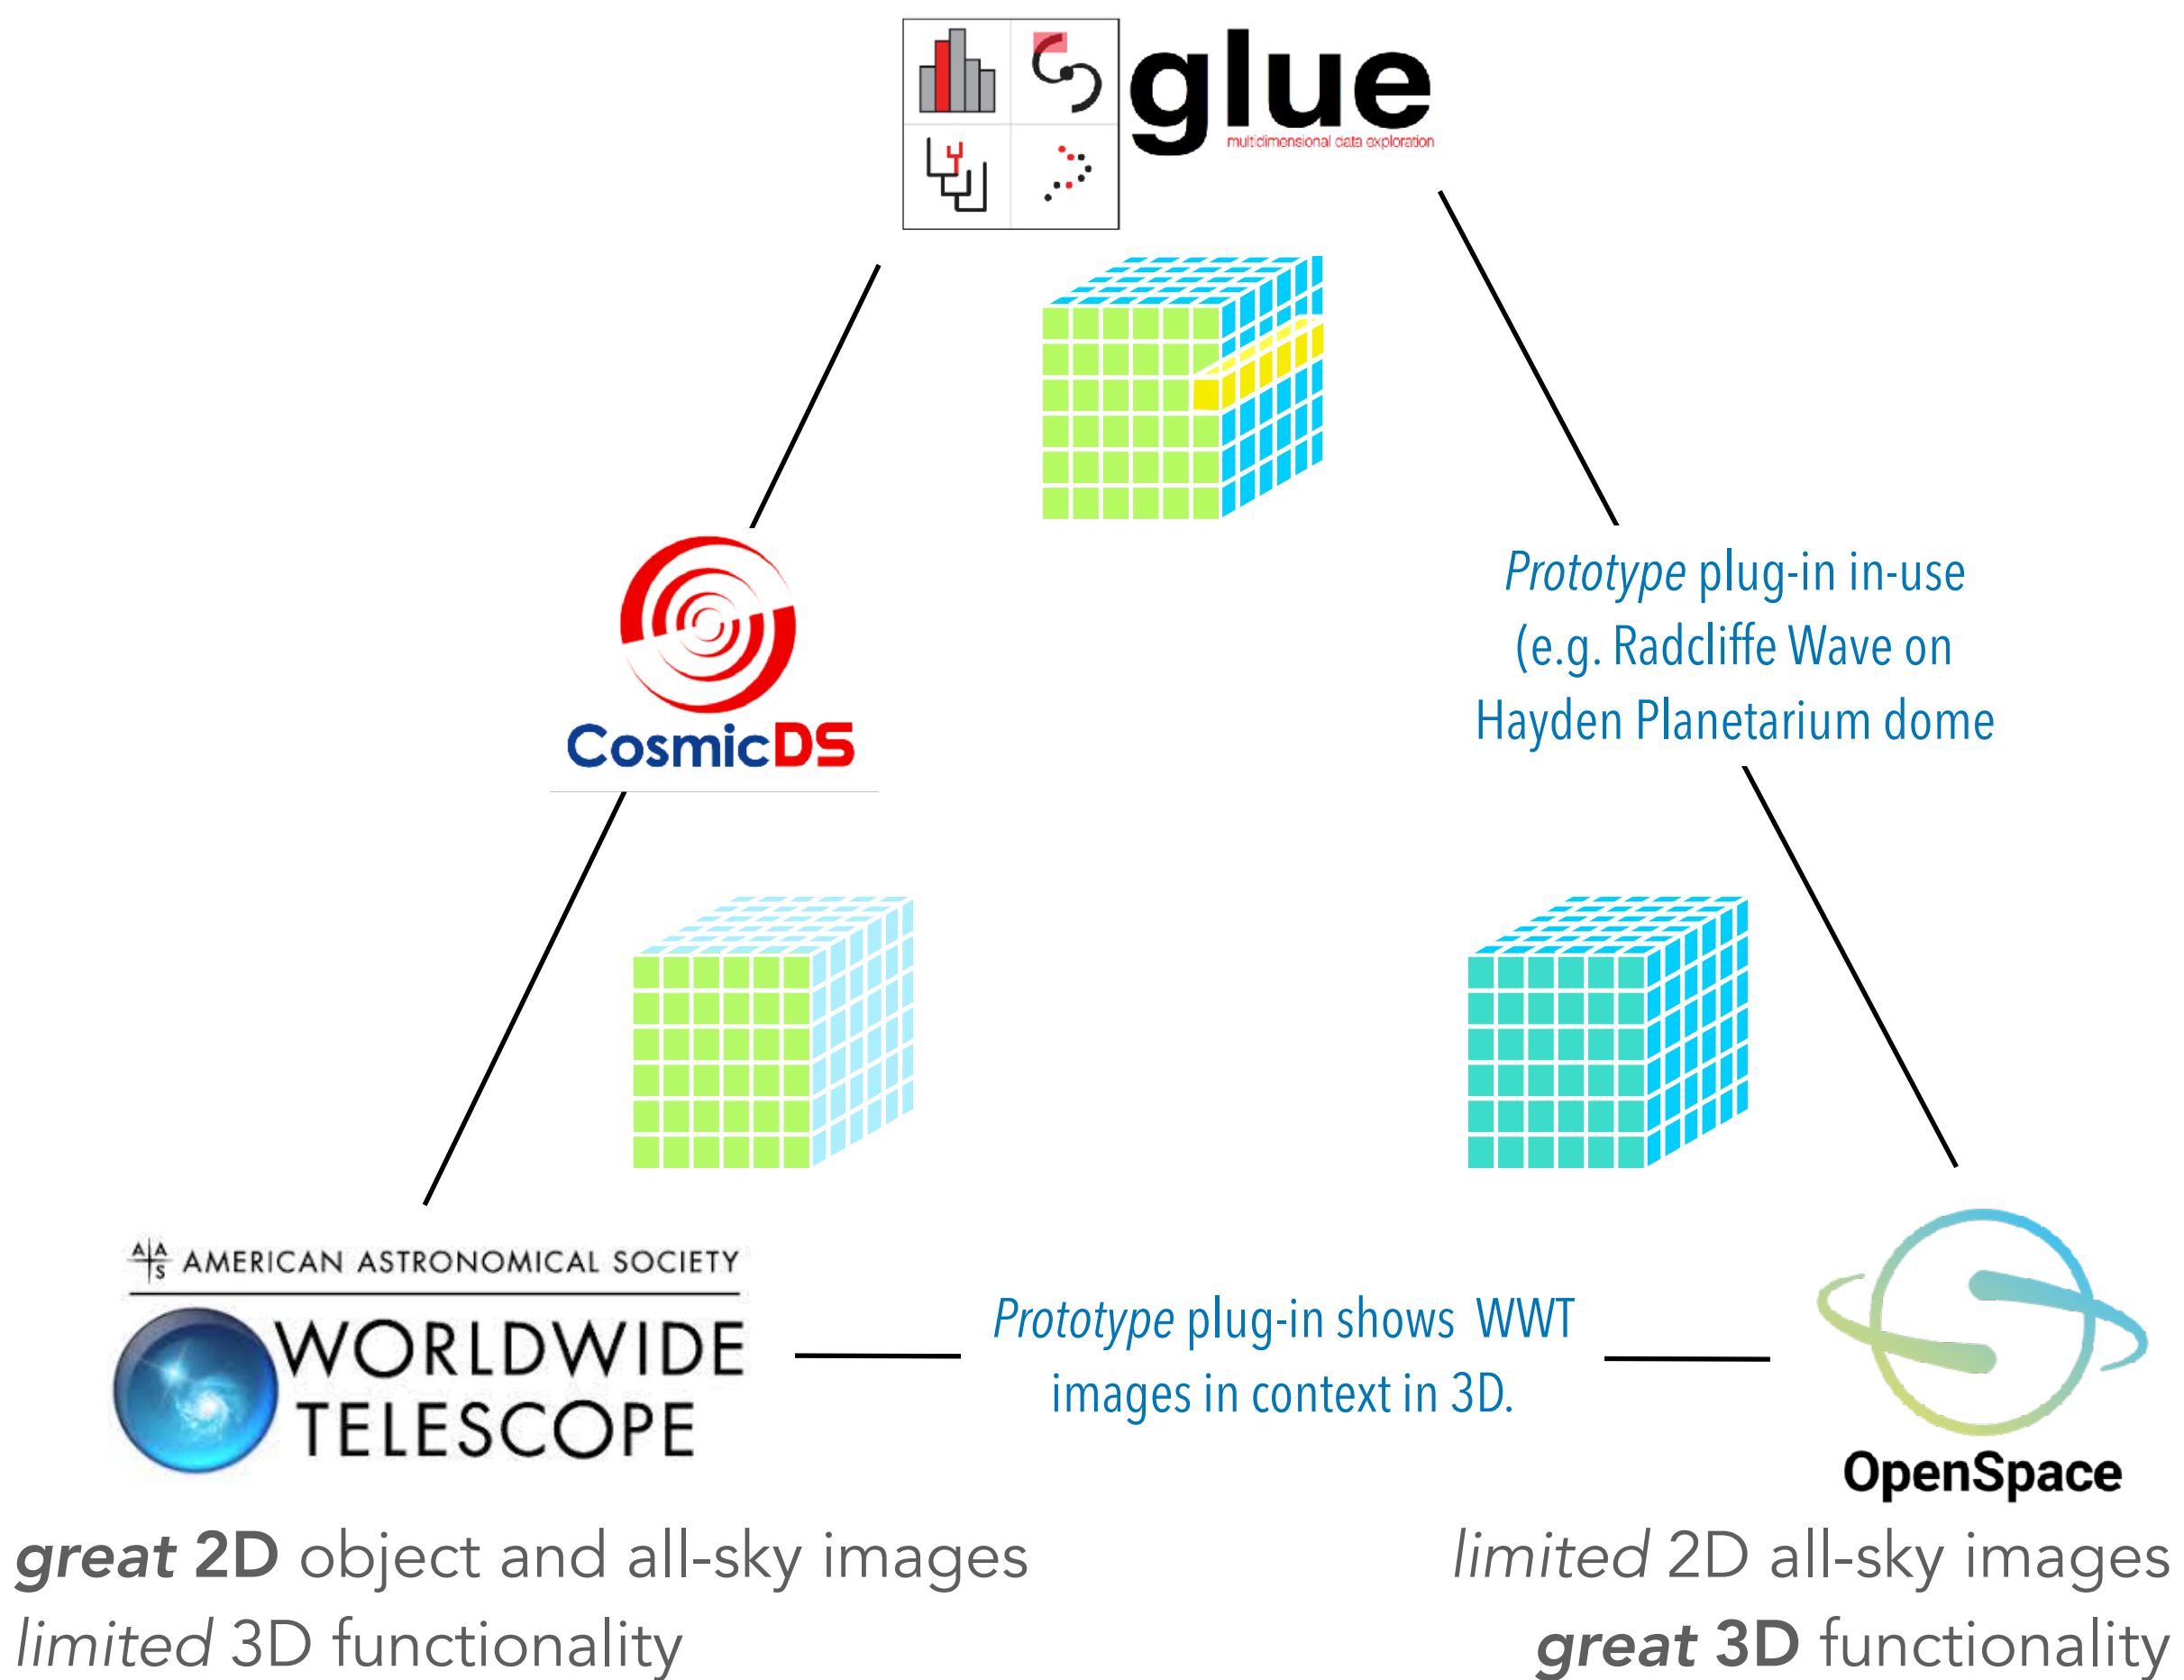 glue
multidimensional data exploration
Prototype plug-in in-use
(e.g. Radcliffe Wave on
Hayden Planetarium dome
CosmicDS
AAS AMERICAN ASTRONOMICAL SOCIETY
WORLDWIDE
TELESCOPE
Prototype plug-in shows WWT
images in context in 3D.
OpenSpace
great 2D object and all-sky images
limited 3D functionality
limited 2D all-sky images
great 3D functionality